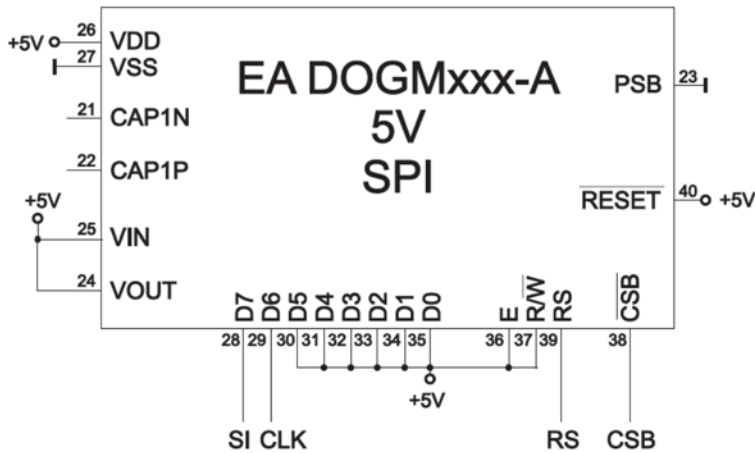 +5V
26
VDD
27
VSS
21
CAP1N
22
CAP1P
+5V
25
VIN
24
VOUT
EA DOGMxxx-A
5V
SPI
PSB
23
RESET
40
+5V
D7
D6
D5
D4
D3
D2
D1
D0
E
R/W
RS
CSB
28
29
30
31
32
33
34
35
36
37
39
38
+5V
SI CLK
RS
CSB